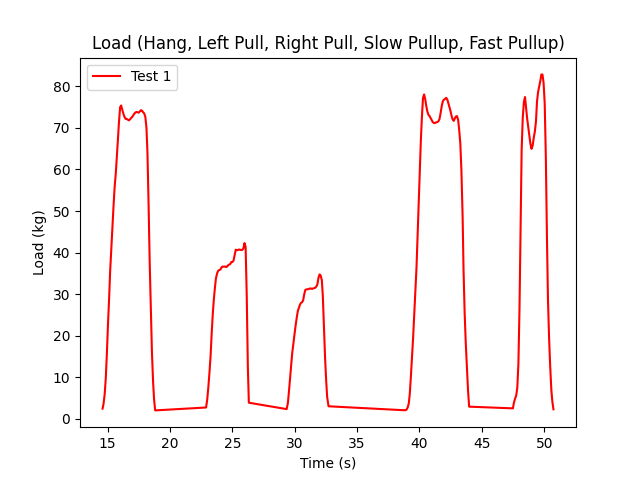 Load (Hang, Left Pull, Right Pull, Slow Pullup, Fast Pullup)
Test 1
80
70
60
50
40
30
20
10
0
Load (kg)
15 20 25 30 35 40 45 50
Time (s)